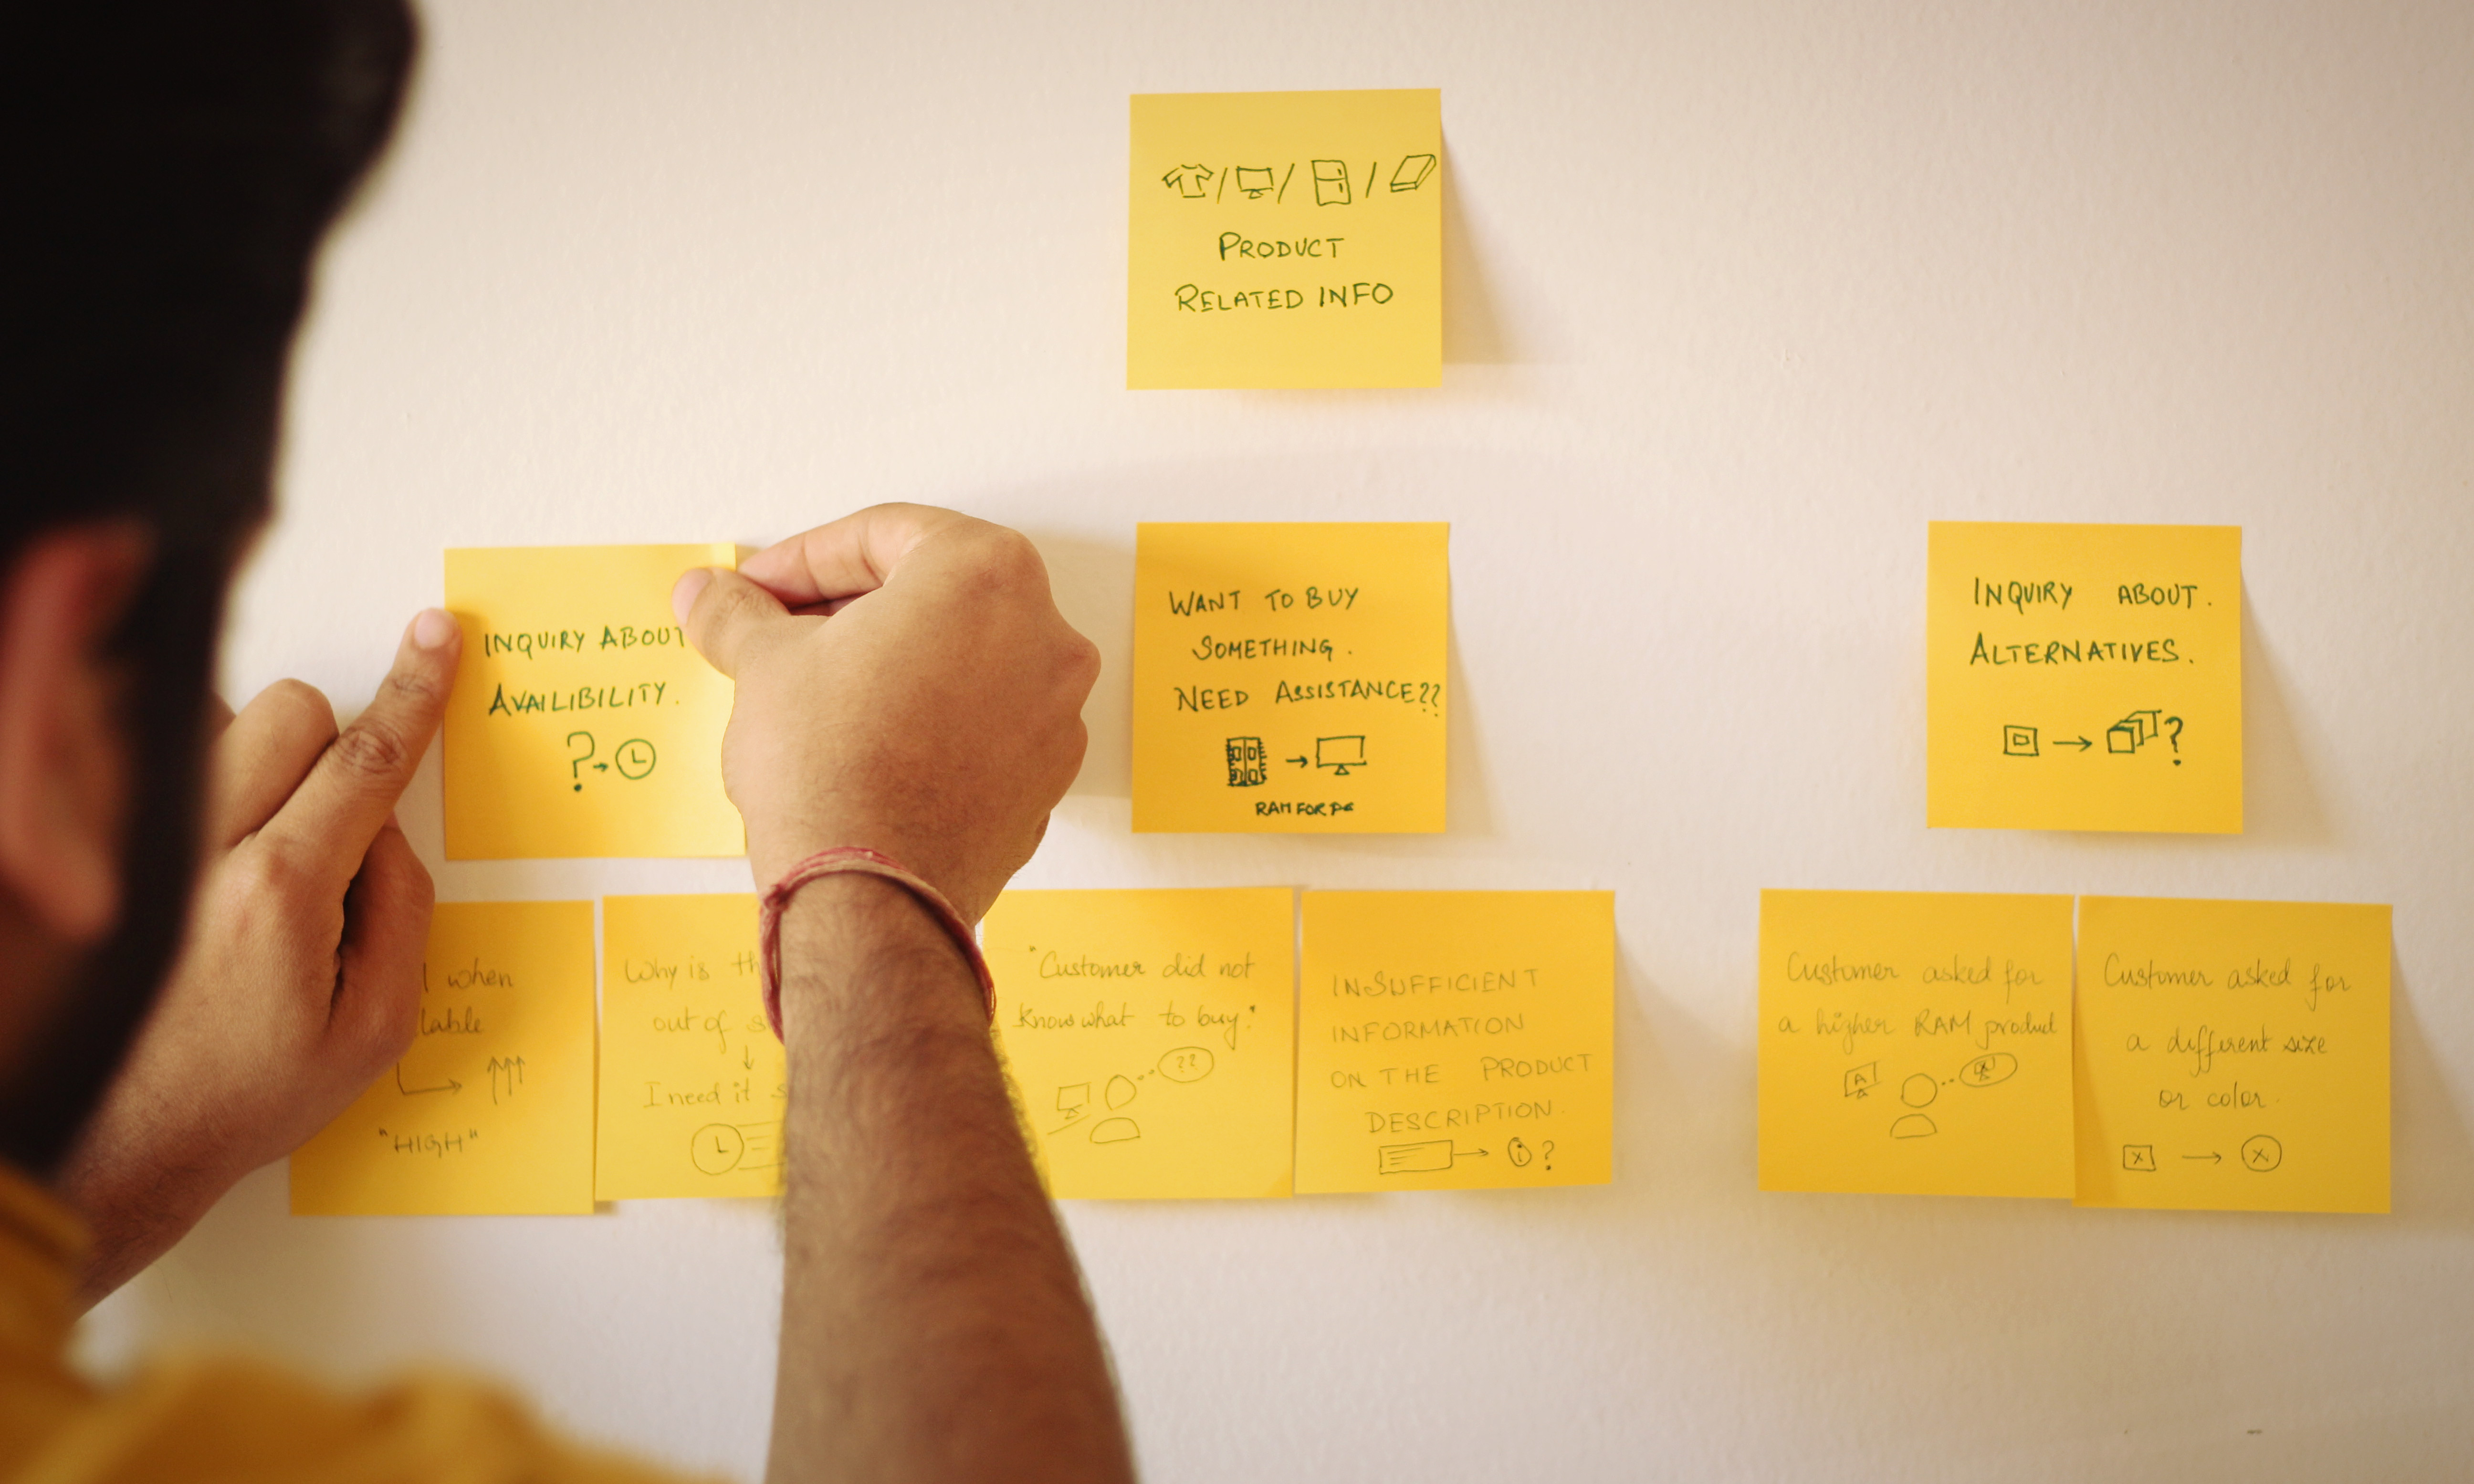 PRODUCT
RELATED INFO
INQUIRY ABOUT
AVAILIBILITY.
?
WANT TO BUY
SOMETHING.
NEED ASSISTANCE??
RAM FOR PC
INQUIRY ABOUT.
ALTERNATIVES.
?
when
"HIGH"
Why is
out of
I need it
"Customer did not
know what to buy."
??
INSUFFICIENT
INFORMATION
ON THE PRODUCT
DESCRIPTION.
i ?
Customer asked for
a higher RAM product
A
Customer asked for
a different size
or color.
X X